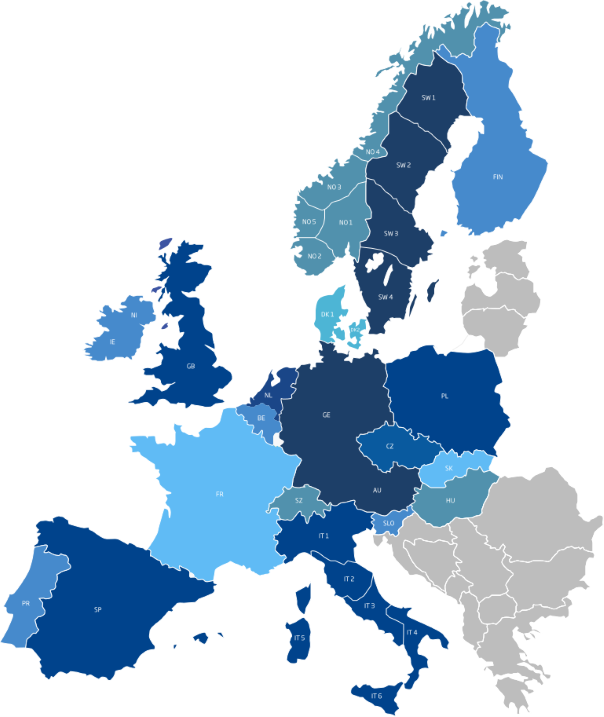 SW 1
NO 4
SW 2
FIN
NO 3
NO 5
NO 1
SW 3
NO 2
SW 4
NI
DK 1
DK2
IE
GB
NL
PL
GE
BE
CZ
SK
FR
AU
SZ
HU
SLO
IT 1
IT 2
PR
SP
IT 3
IT 4
IT 5
IT 6